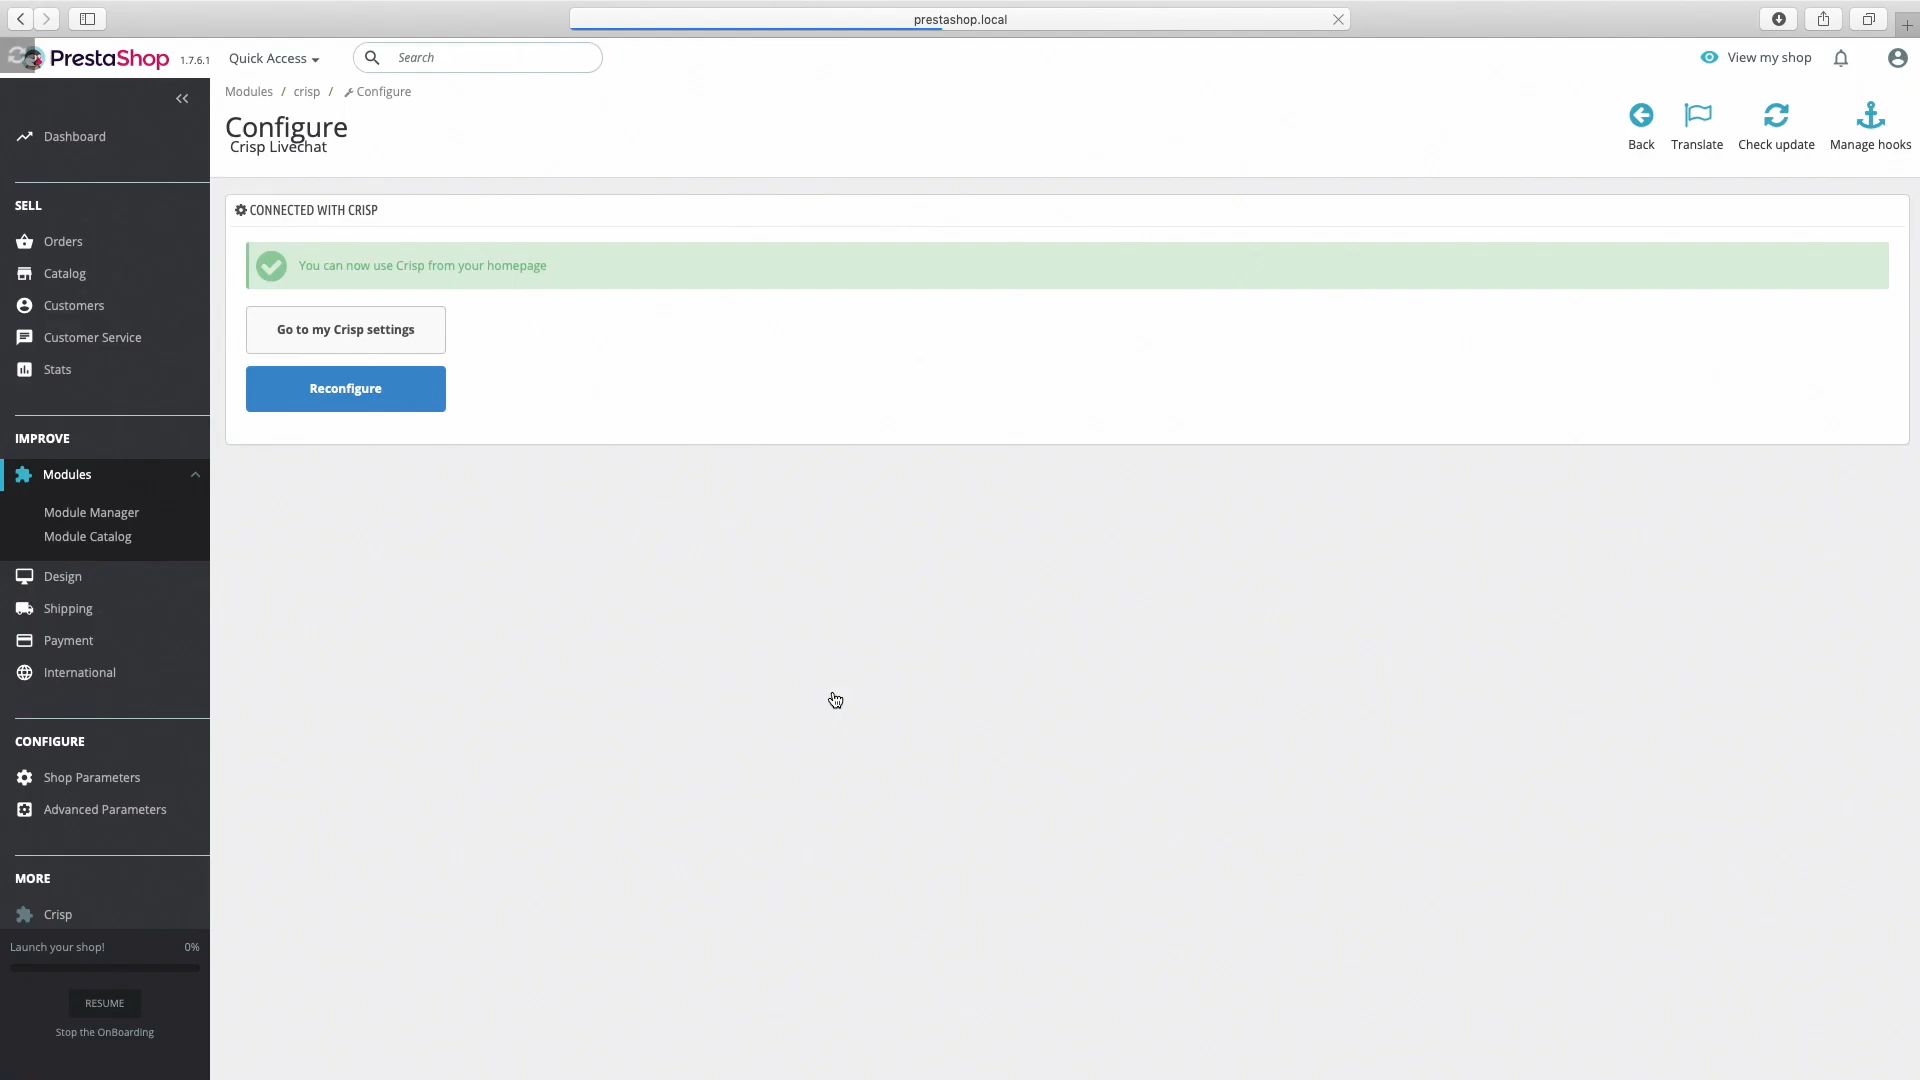 prestashop.local
PrestaShop 1.7.6.1 Quick Access Search View my shop
Modules / crisp / Configure
Configure
Crisp Livechat
Back Translate Check update Manage hooks
Dashboard
SELL
Orders
Catalog
Customers
Customer Service
Stats
IMPROVE
Modules
Module Manager
Module Catalog
Design
Shipping
Payment
International
CONFIGURE
Shop Parameters
Advanced Parameters
MORE
Crisp
Launch your shop! 0%
RESUME
Stop the OnBoarding
CONNECTED WITH CRISP
You can now use Crisp from your homepage
Go to my Crisp settings
Reconfigure